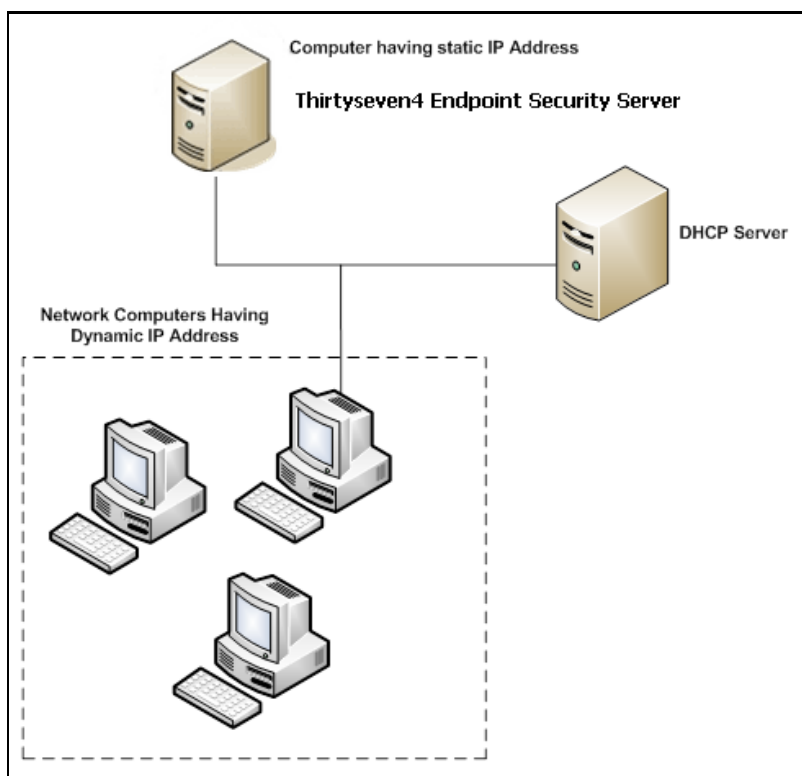 Computer having static IP Address
Thirtyseven4 Endpoint Security Server
DHCP Server
Network Computers Having
Dynamic IP Address